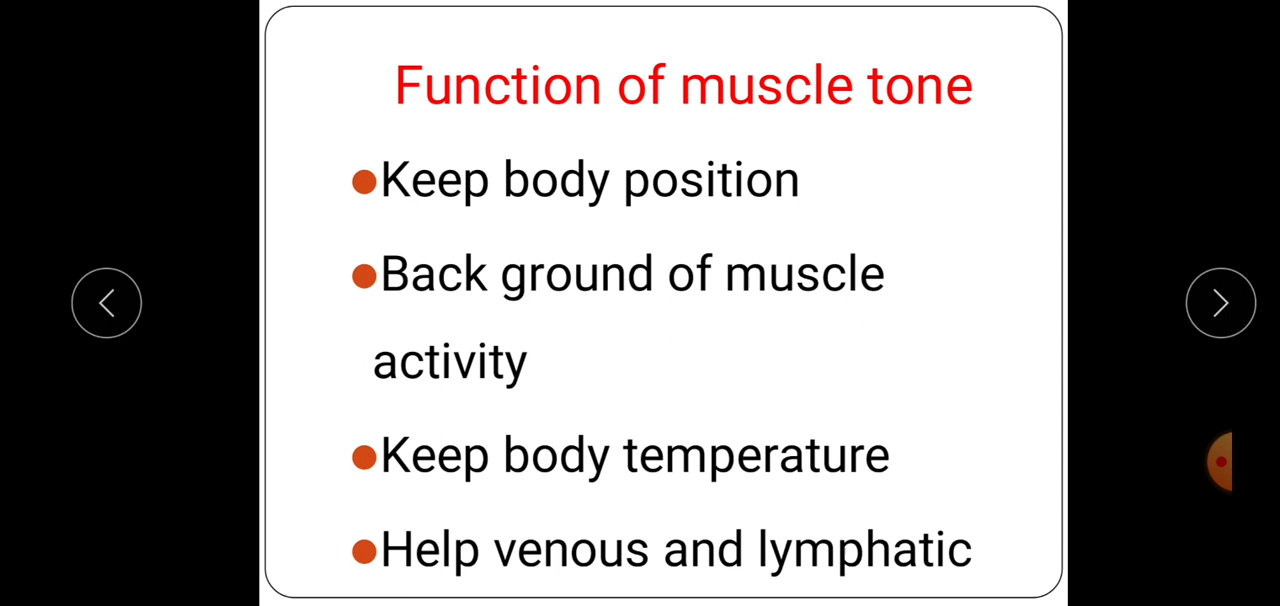 Function of muscle tone
●Keep body position
●Back ground of muscle
activity
●Keep body temperature
●Help venous and lymphatic